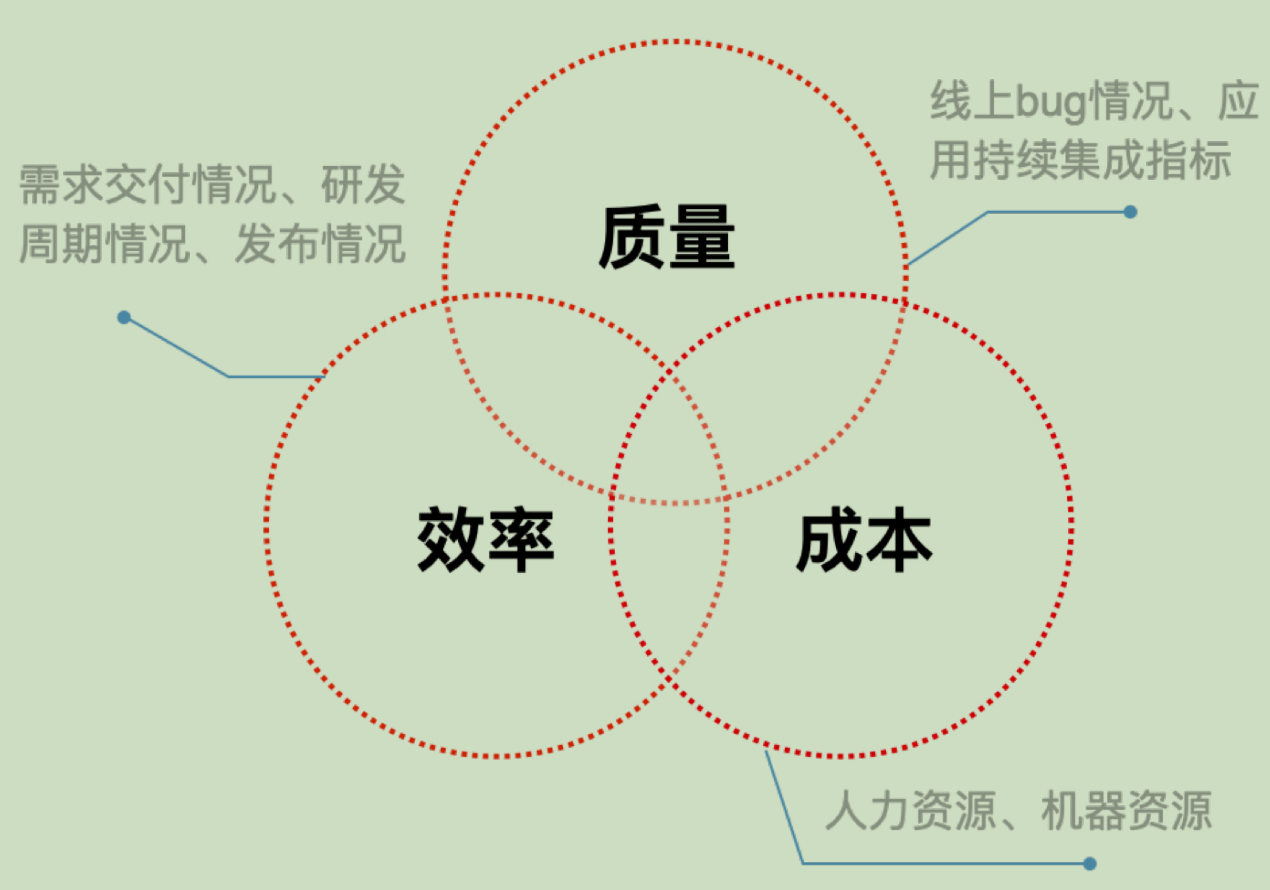 线上bug情况、应
用持续集成指标
需求交付情况、研发
周期情况、发布情况
质量
效率
成本
人力资源、机器资源